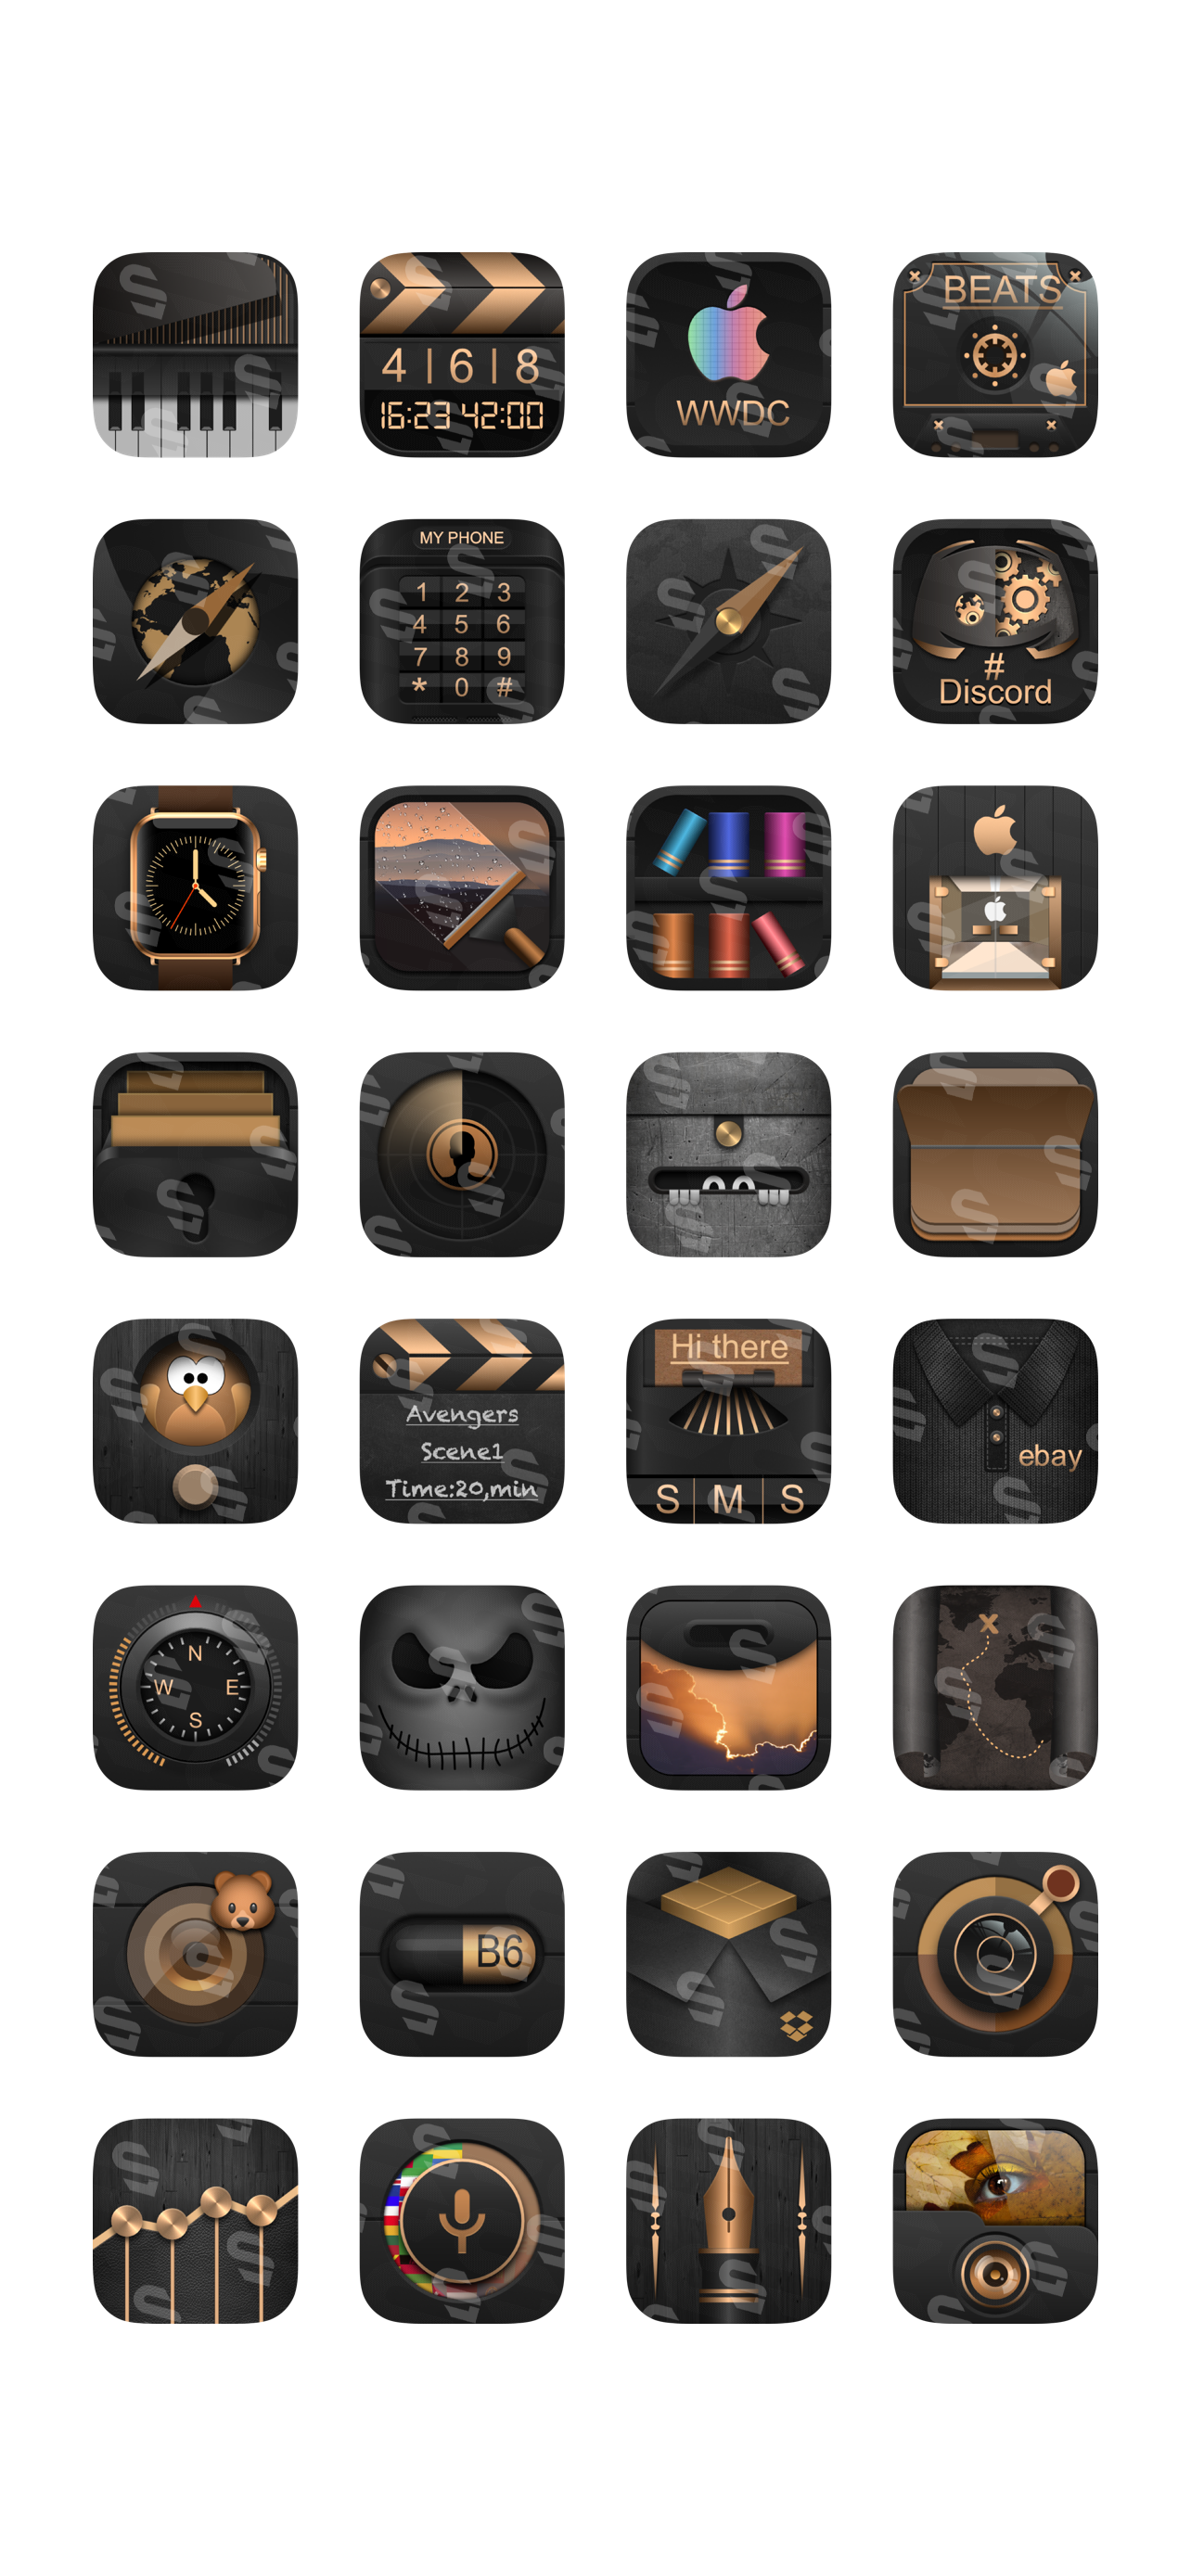 4 | 6 | 8
16:23 42:00
WWDC
BEATS
MY PHONE
1 2 3
4 5 6
7 8 9
* 0 #
#
Discord
Hi there
S | M | S
Avengers
Scene1
Time:20,min
ebay
N
W E
S
B6